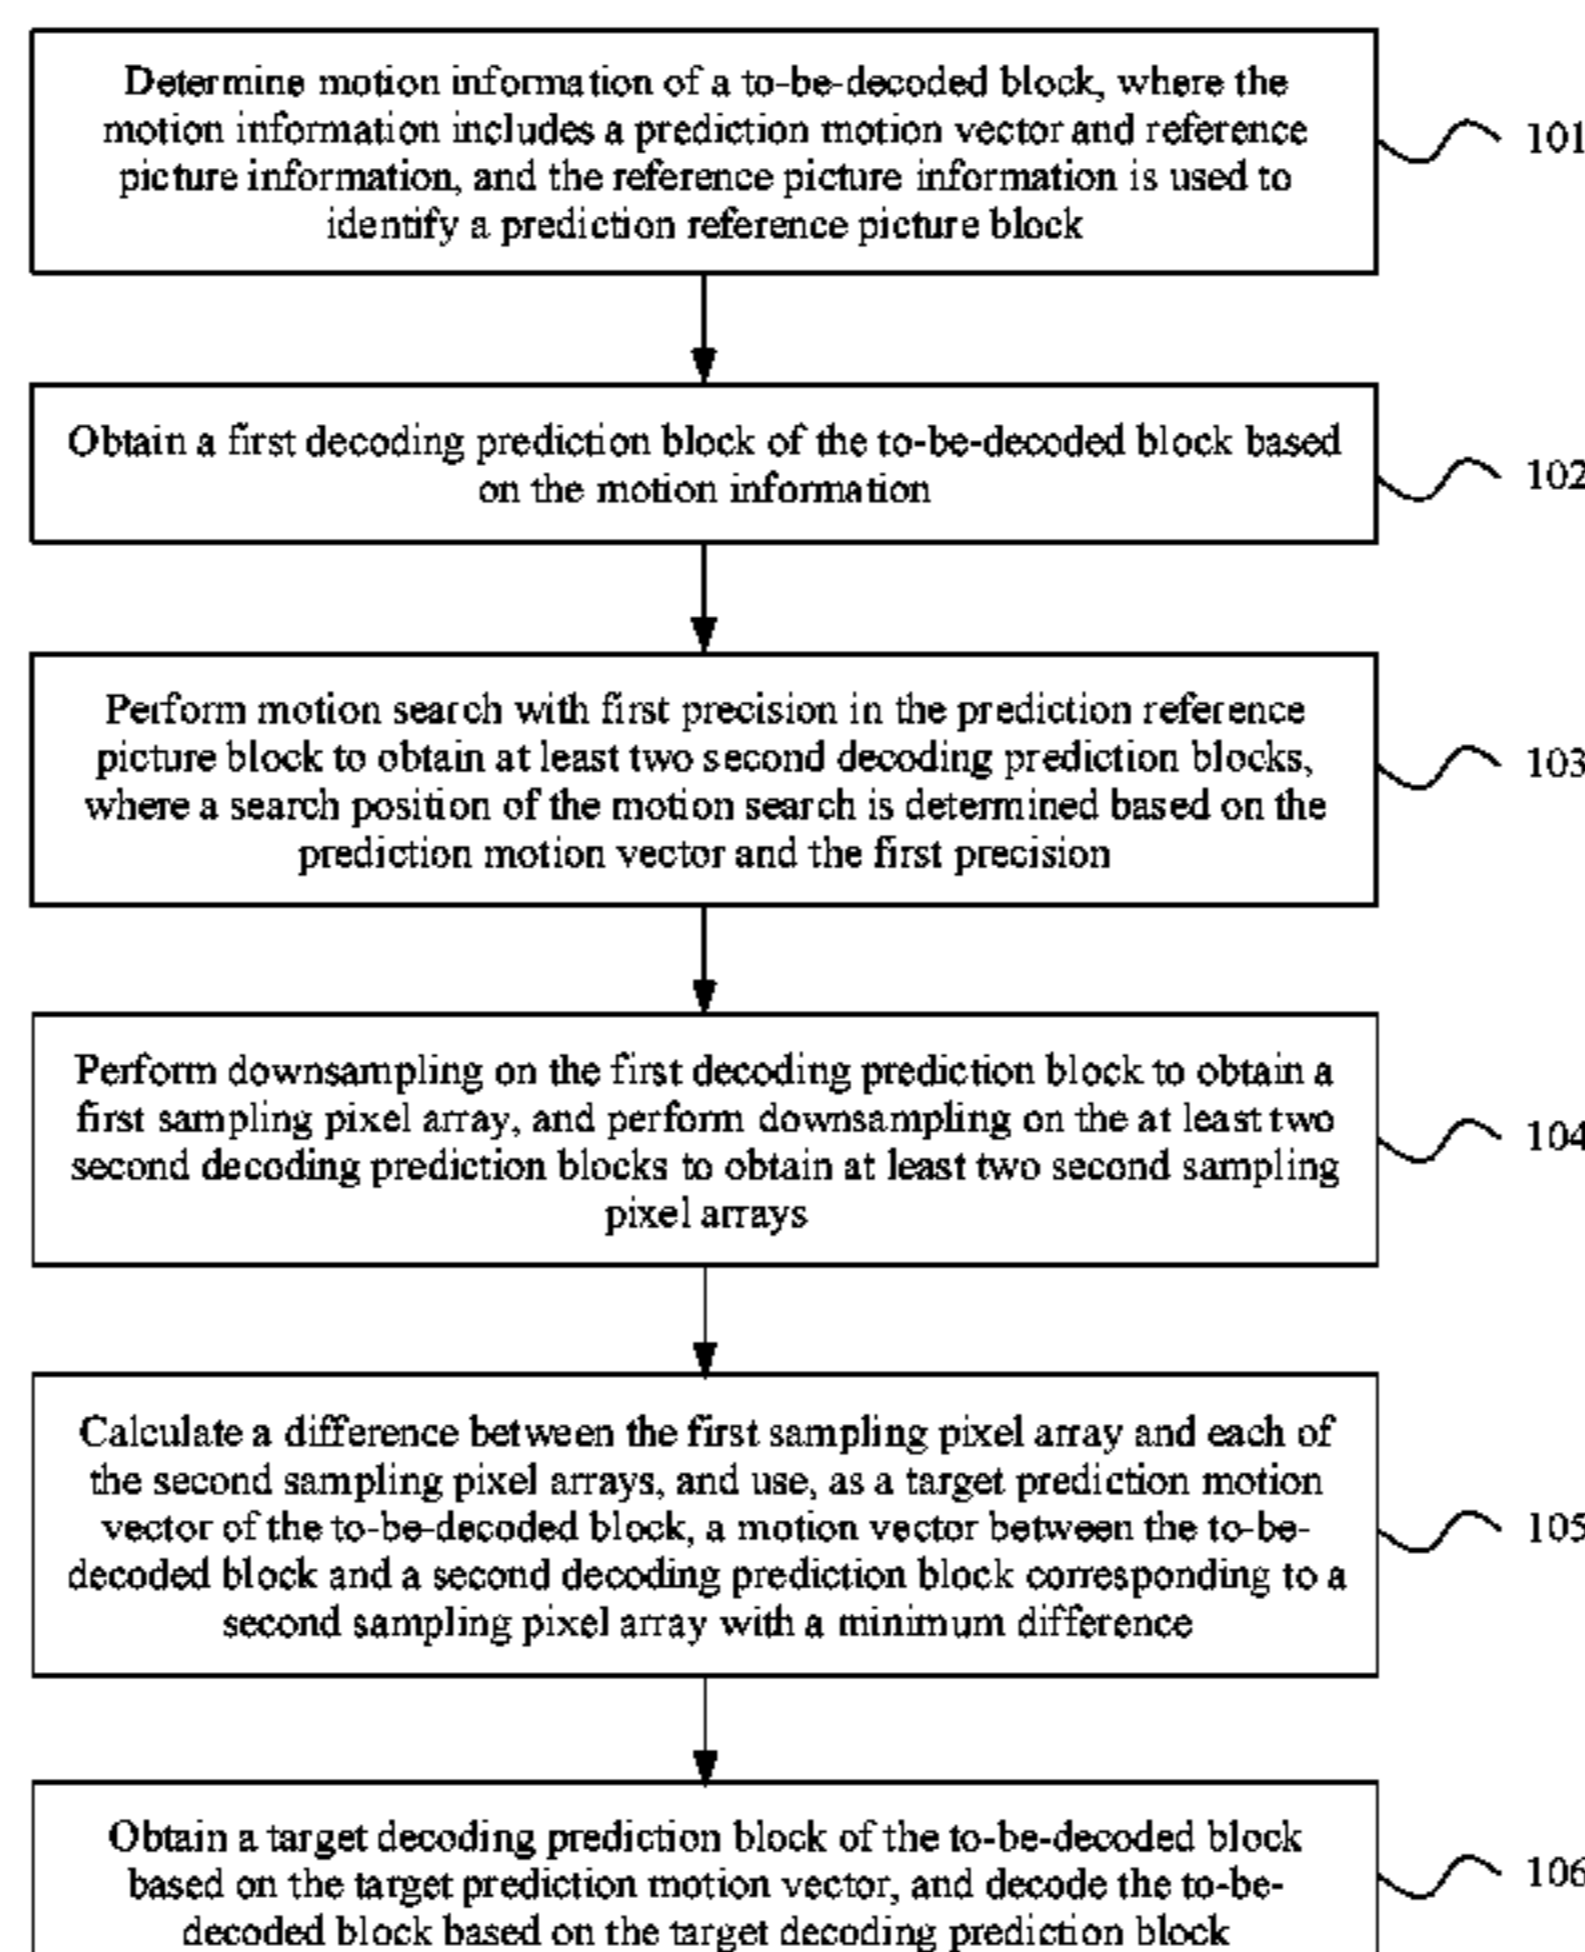 Determine motion information of a to-be-decoded block, where the
motion information includes a prediction motion vector and reference
picture information, and the reference picture information is used to
identify a prediction reference picture block
101
Obtain a first decoding prediction block of the to-be-decoded block based
on the motion information
102
Perform motion search with first precision in the prediction reference
picture block to obtain at least two second decoding prediction blocks,
where a search position of the motion search is determined based on the
prediction motion vector and the first precision
103
Perform downsampling on the first decoding prediction block to obtain a
first sampling pixel array, and perform downsampling on the at least two
second decoding prediction blocks to obtain at least two second sampling
pixel arrays
104
Calculate a difference between the first sampling pixel array and each of
the second sampling pixel arrays, and use, as a target prediction motion
vector of the to-be-decoded block, a motion vector between the to-be-
decoded block and a second decoding prediction block corresponding to a
second sampling pixel array with a minimum difference
105
Obtain a target decoding prediction block of the to-be-decoded block
based on the target prediction motion vector, and decode the to-be-
decoded block based on the target decoding prediction block
106